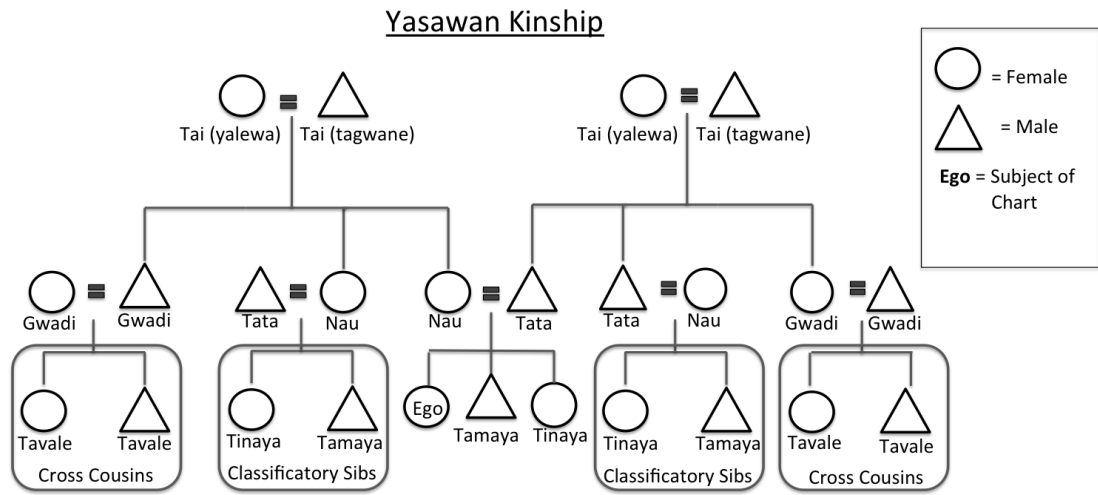 Yasawan Kinship
= Female
= Male
Ego = Subject of
Chart
Tai (yalewa) Tai (tagwane) Tai (yalewa) Tai (tagwane)
Gwadi Gwadi Tata Nau Nau Tata Tata Nau Gwadi Gwadi
Ego
Tavale Tavale Tinaya Tamaya Tamaya Tinaya Tinaya Tamaya Tavale Tavale
Cross Cousins Classificatory Sibs Classificatory Sibs Cross Cousins